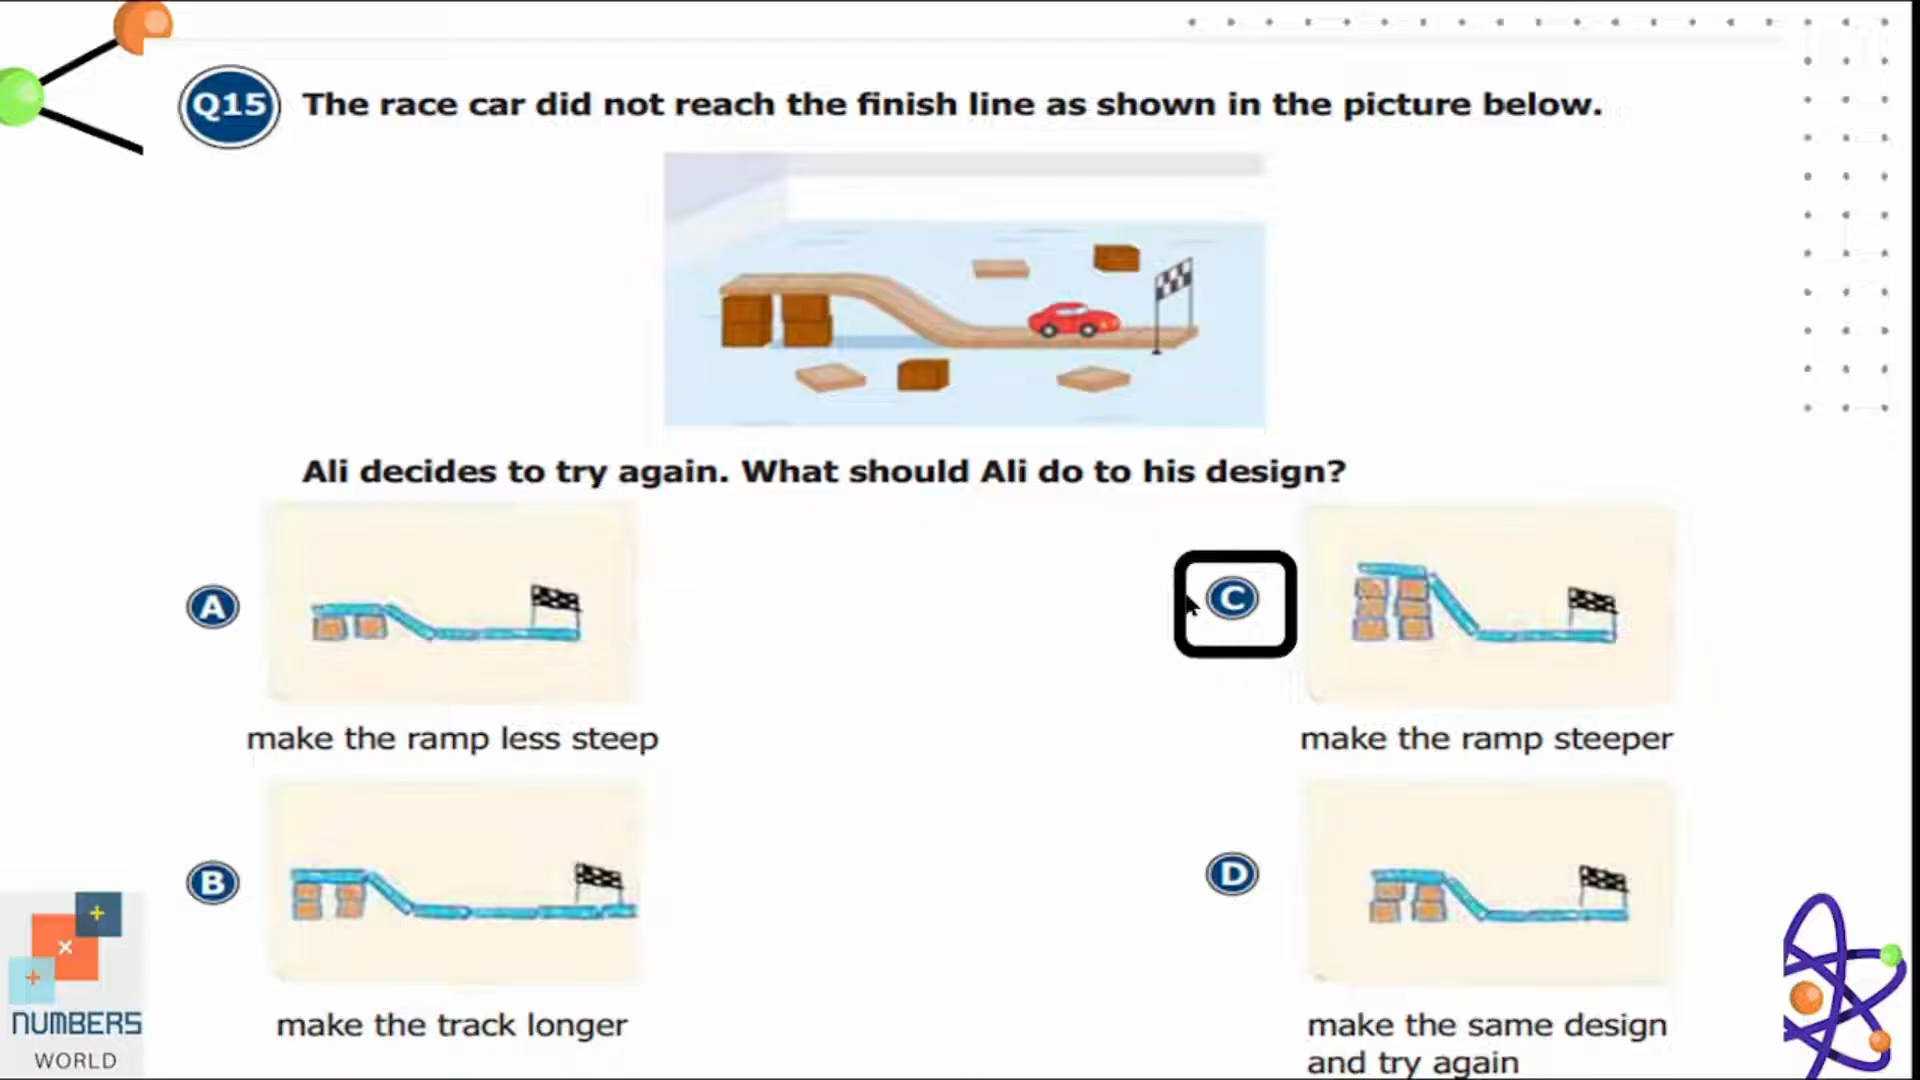 Q15 The race car did not reach the finish line as shown in the picture below.
Ali decides to try again. What should Ali do to his design?
A
make the ramp less steep
B
make the track longer
C
make the ramp steeper
D
make the same design
and try again
NUMBERS
WORLD